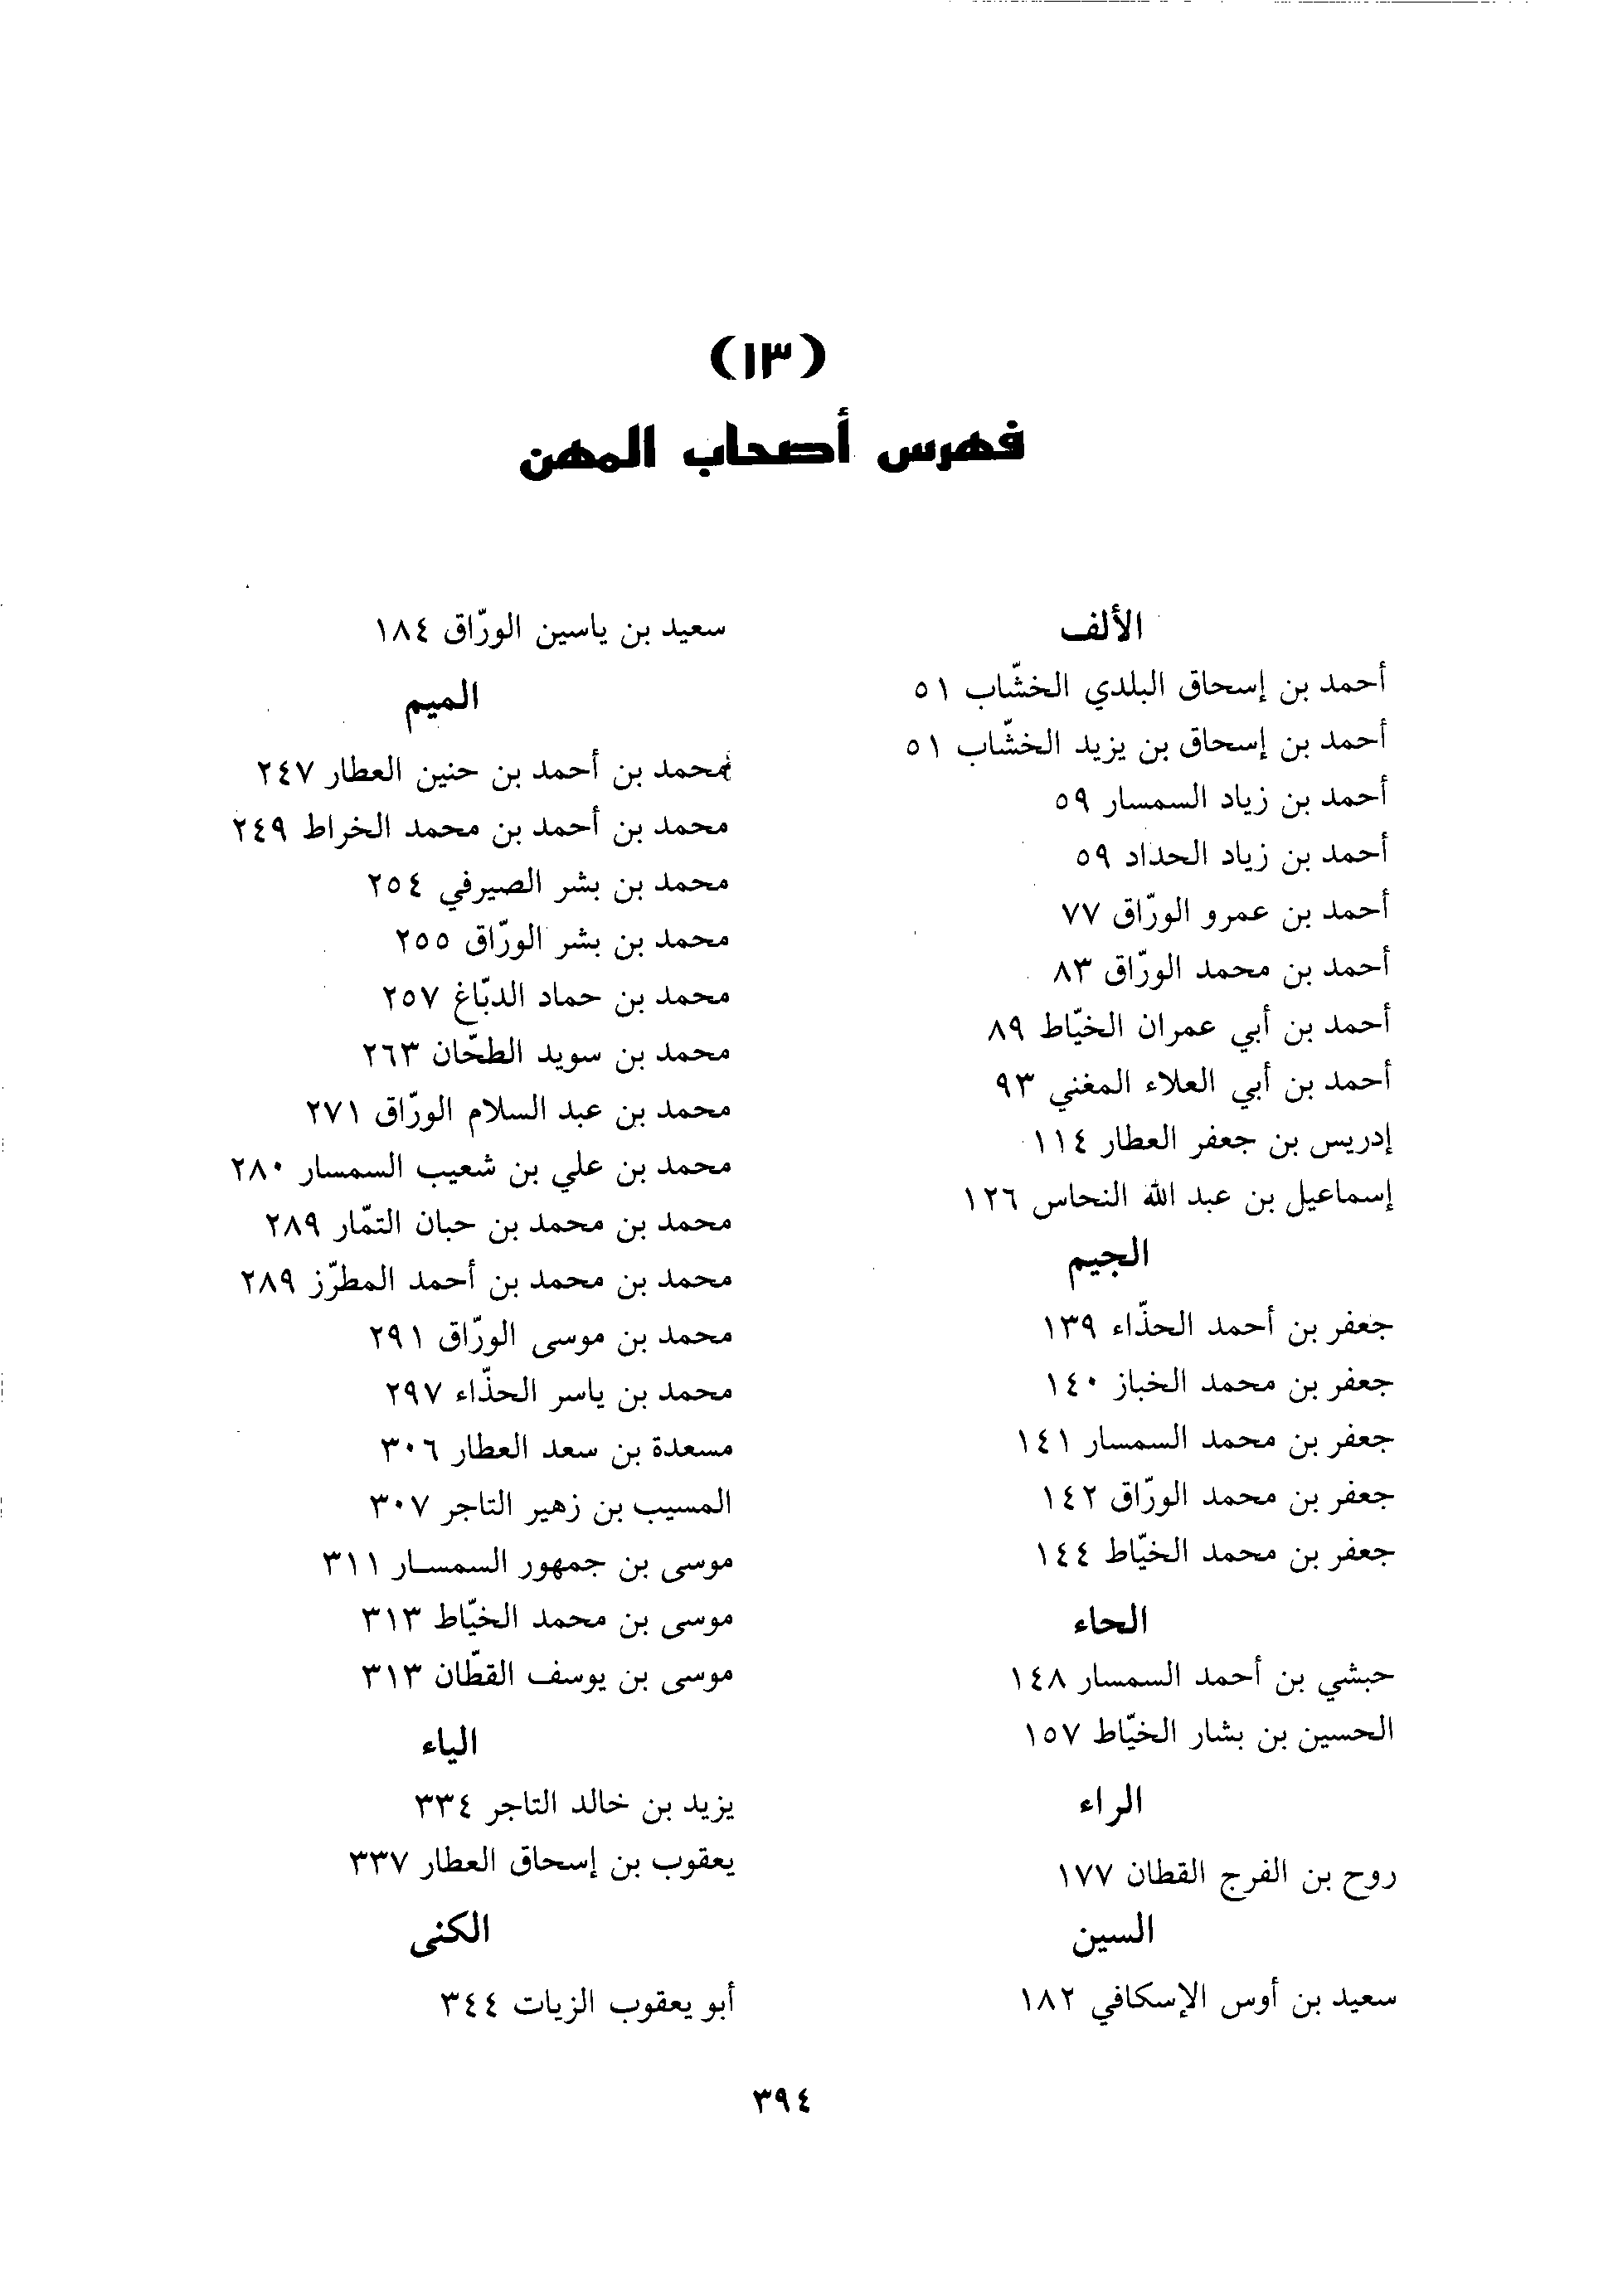 (١٣)
فهرس أصحاب المهن
الألف
أحمد بن إسحاق البلدي الخشّاب ٥١
أحمد بن إسحاق بن يزيد الخشّاب ٥١
أحمد بن زياد السمسار ٥٩
أحمد بن زياد الحداد ٥٩
أحمد بن عمرو الورّاق ٧٧
أحمد بن محمد الورّاق ٨٣
أحمد بن أبي عمران الخيّاط ٨٩
أحمد بن أبي العلاء المغني ٩٣
إدريس بن جعفر العطار ١١٤
إسماعيل بن عبد الله النحاس ١٢٦
الجيم
جعفر بن أحمد الحذّاء ١٣٩
جعفر بن محمد الخباز ١٤٠
جعفر بن محمد السمسار ١٤١
جعفر بن محمد الورّاق ١٤٢
جعفر بن محمد الخيّاط ١٤٤
الحاء
حبشي بن أحمد السمسار ١٤٨
الحسين بن بشار الخيّاط ١٥٧
الراء
روح بن الفرج القطان ١٧٧
السين
سعيد بن أوس الإسكافي ١٨٢
سعيد بن ياسين الورّاق ١٨٤
الميم
محمد بن أحمد بن حنين العطار ٢٤٧
محمد بن أحمد بن محمد الخراط ٢٤٩
محمد بن بشر الصيرفي ٢٥٤
محمد بن بشر الورّاق ٢٥٥
محمد بن حماد الدبّاغ ٢٥٧
محمد بن سويد الطحّان ٢٦٣
محمد بن عبد السلام الورّاق ٢٧١
محمد بن علي بن شعيب السمسار ٢٨٠
محمد بن محمد بن حبان التمّار ٢٨٩
محمد بن محمد بن أحمد المطرّز ٢٨٩
محمد بن موسى الورّاق ٢٩١
محمد بن ياسر الحذّاء ٢٩٧
مسعدة بن سعد العطار ٣٠٦
المسيب بن زهير التاجر ٣٠٧
موسى بن جمهور السمسار ٣١١
موسى بن محمد الخيّاط ٣١٣
موسى بن يوسف القطّان ٣١٣
الياء
يزيد بن خالد التاجر ٣٣٤
يعقوب بن إسحاق العطار ٣٣٧
الكنى
أبو يعقوب الزيات ٣٤٤
٣٩٤